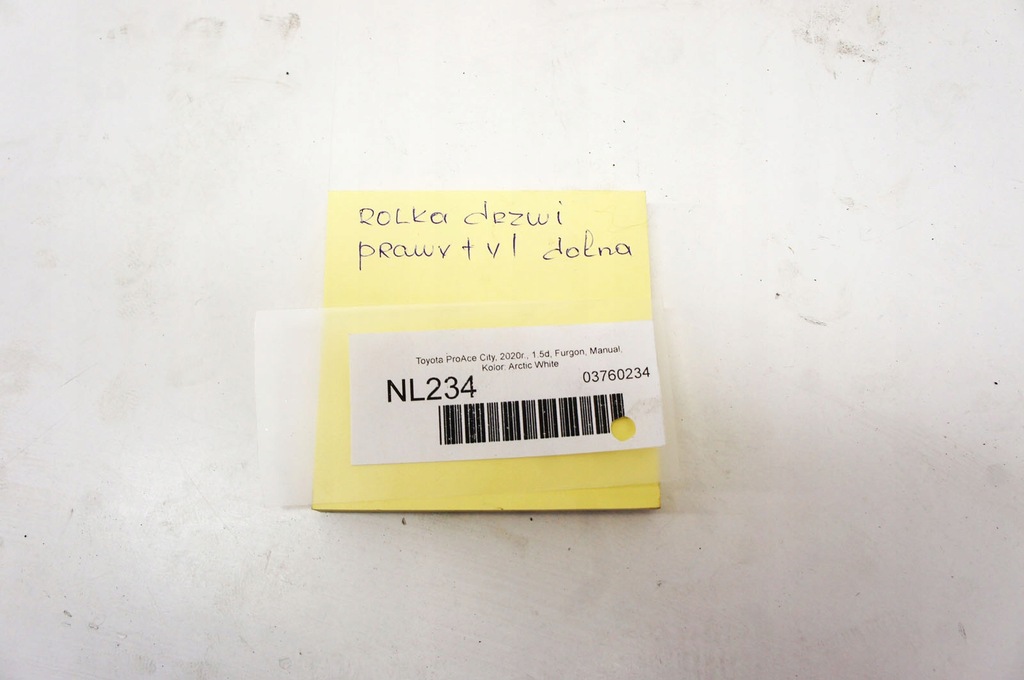 ROLKa dRzwi
pRawy tył dolna
Toyota ProAce City, 2020r., 1.5d, Furgon, Manual,
Kolor: Arctic White
NL234
03760234